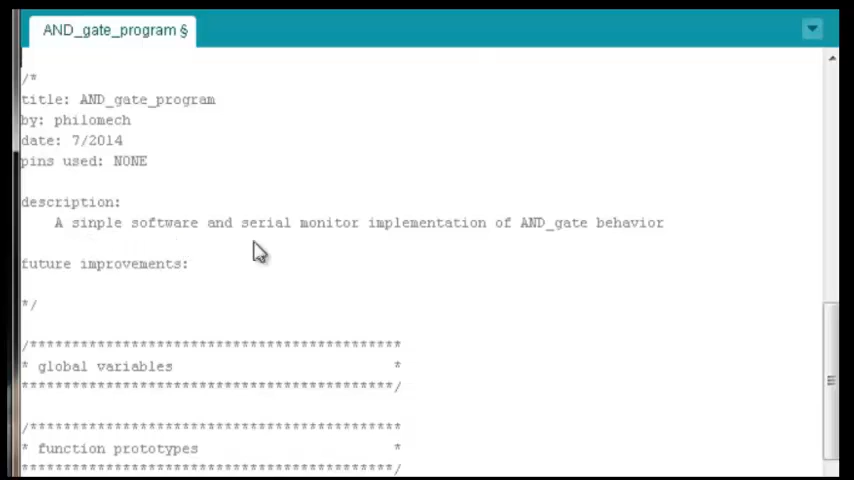 AND_gate_program §
/*
title: AND_gate_program
by: philomech
date: 7/2014
pins used: NONE
description:
A sinple software and serial monitor implementation of AND_gate behavior
future improvements:
*/
/********************************************
* global variables *
********************************************/
/********************************************
* function prototypes *
********************************************/